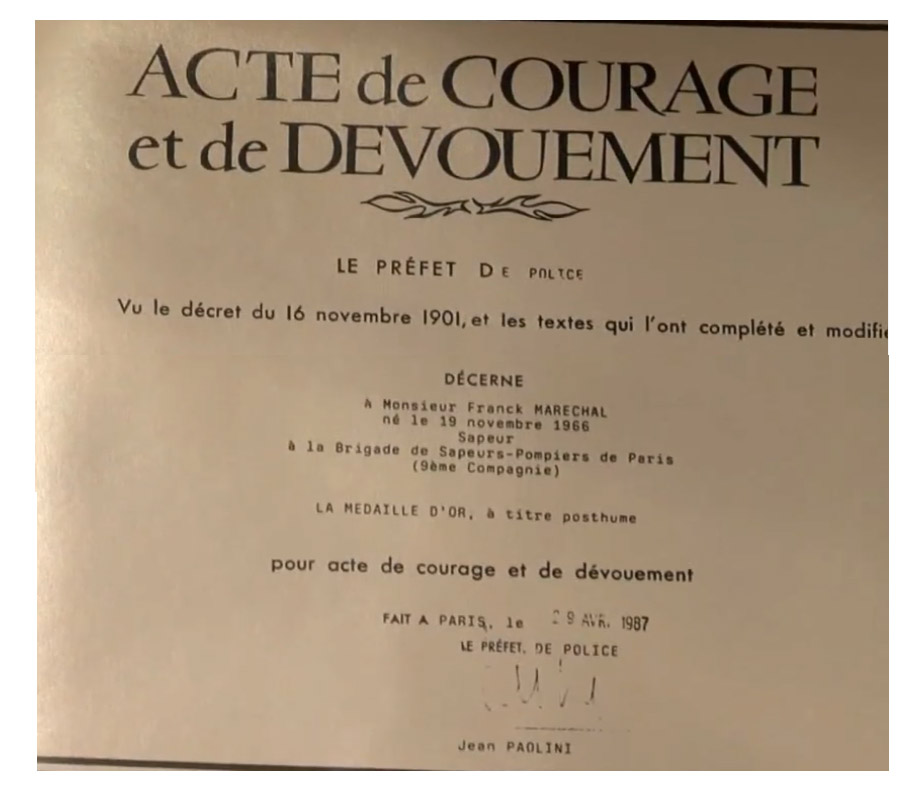 ACTE de COURAGE
et de DEVOUEMENT
LE PRÉFET DE POLICE
Vu le décret du 16 novembre 1901, et les textes qui l'ont complété et modifié
DÉCERNE
à Monsieur Franck MARECHAL
né le 19 novembre 1966
Sapeur
à la Brigade de Sapeurs-Pompiers de Paris
(9ème Compagnie)
LA MEDAILLE D'OR, à titre posthume
pour acte de courage et de dévouement
FAIT A PARIS, le 29 AVR. 1987
LE PRÉFET. DE POLICE
Jean PAOLINI